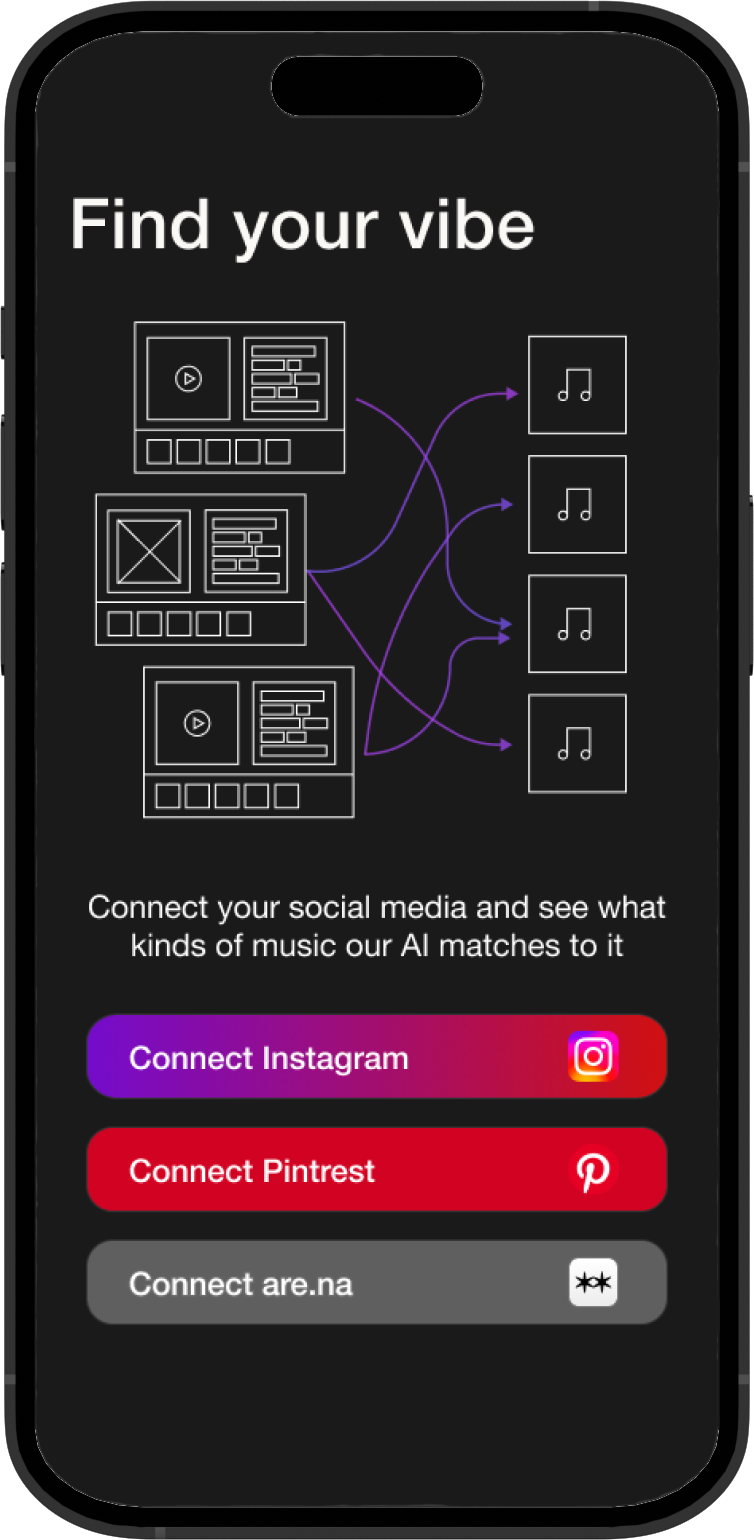 Find your vibe
Connect your social media and see what
kinds of music our AI matches to it
Connect Instagram
Connect Pintrest
Connect are.na